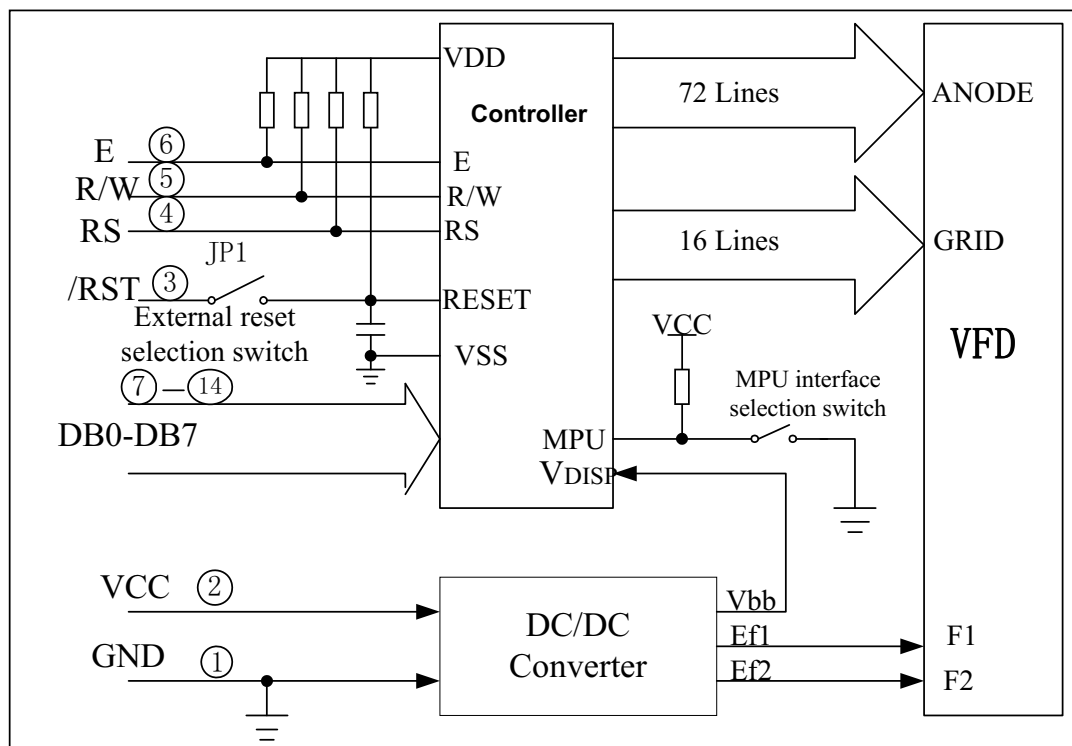 VDD
Controller
72 Lines
ANODE
E
⑥
E
R/W
⑤
R/W
RS
④
RS
16 Lines
GRID
JP1
/RST
③
RESET
External reset
selection switch
VSS
VCC
VFD
MPU interface
selection switch
⑦—⑭
DB0-DB7
MPU
VDISP
VCC
②
DC/DC
Converter
Vbb
GND
①
Ef1
F1
Ef2
F2